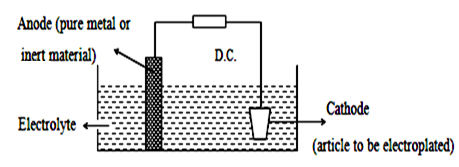 Anode (pure metal or
inert material)
D.C.
Electrolyte
Cathode
(article to be electroplated)